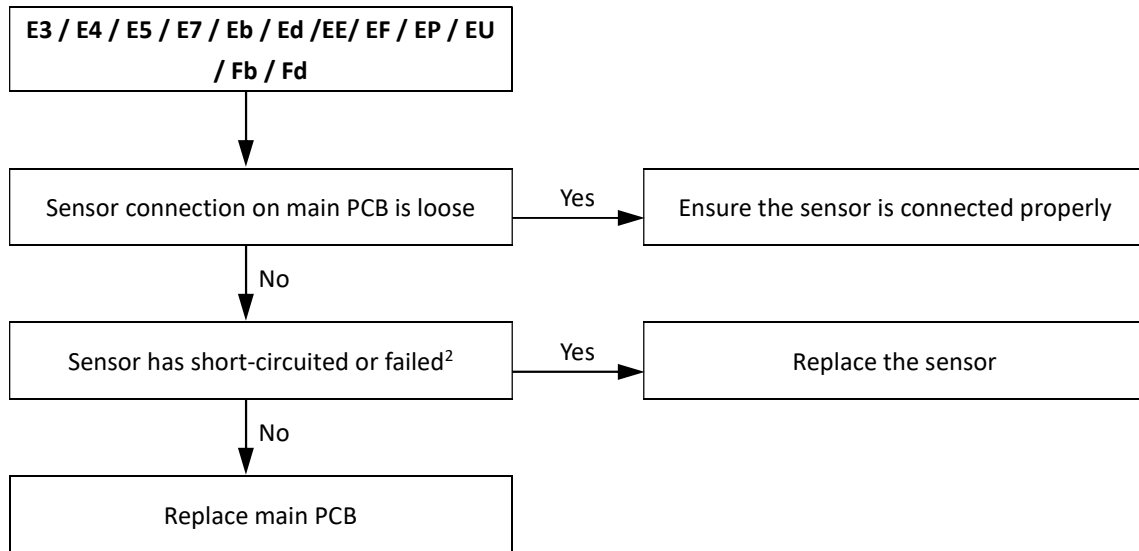 E3 / E4 / E5 / E7 / Eb / Ed /EE/ EF / EP / EU
/ Fb / Fd
Sensor connection on main PCB is loose
Yes
Ensure the sensor is connected properly
No
Sensor has short-circuited or failed²
Yes
Replace the sensor
No
Replace main PCB